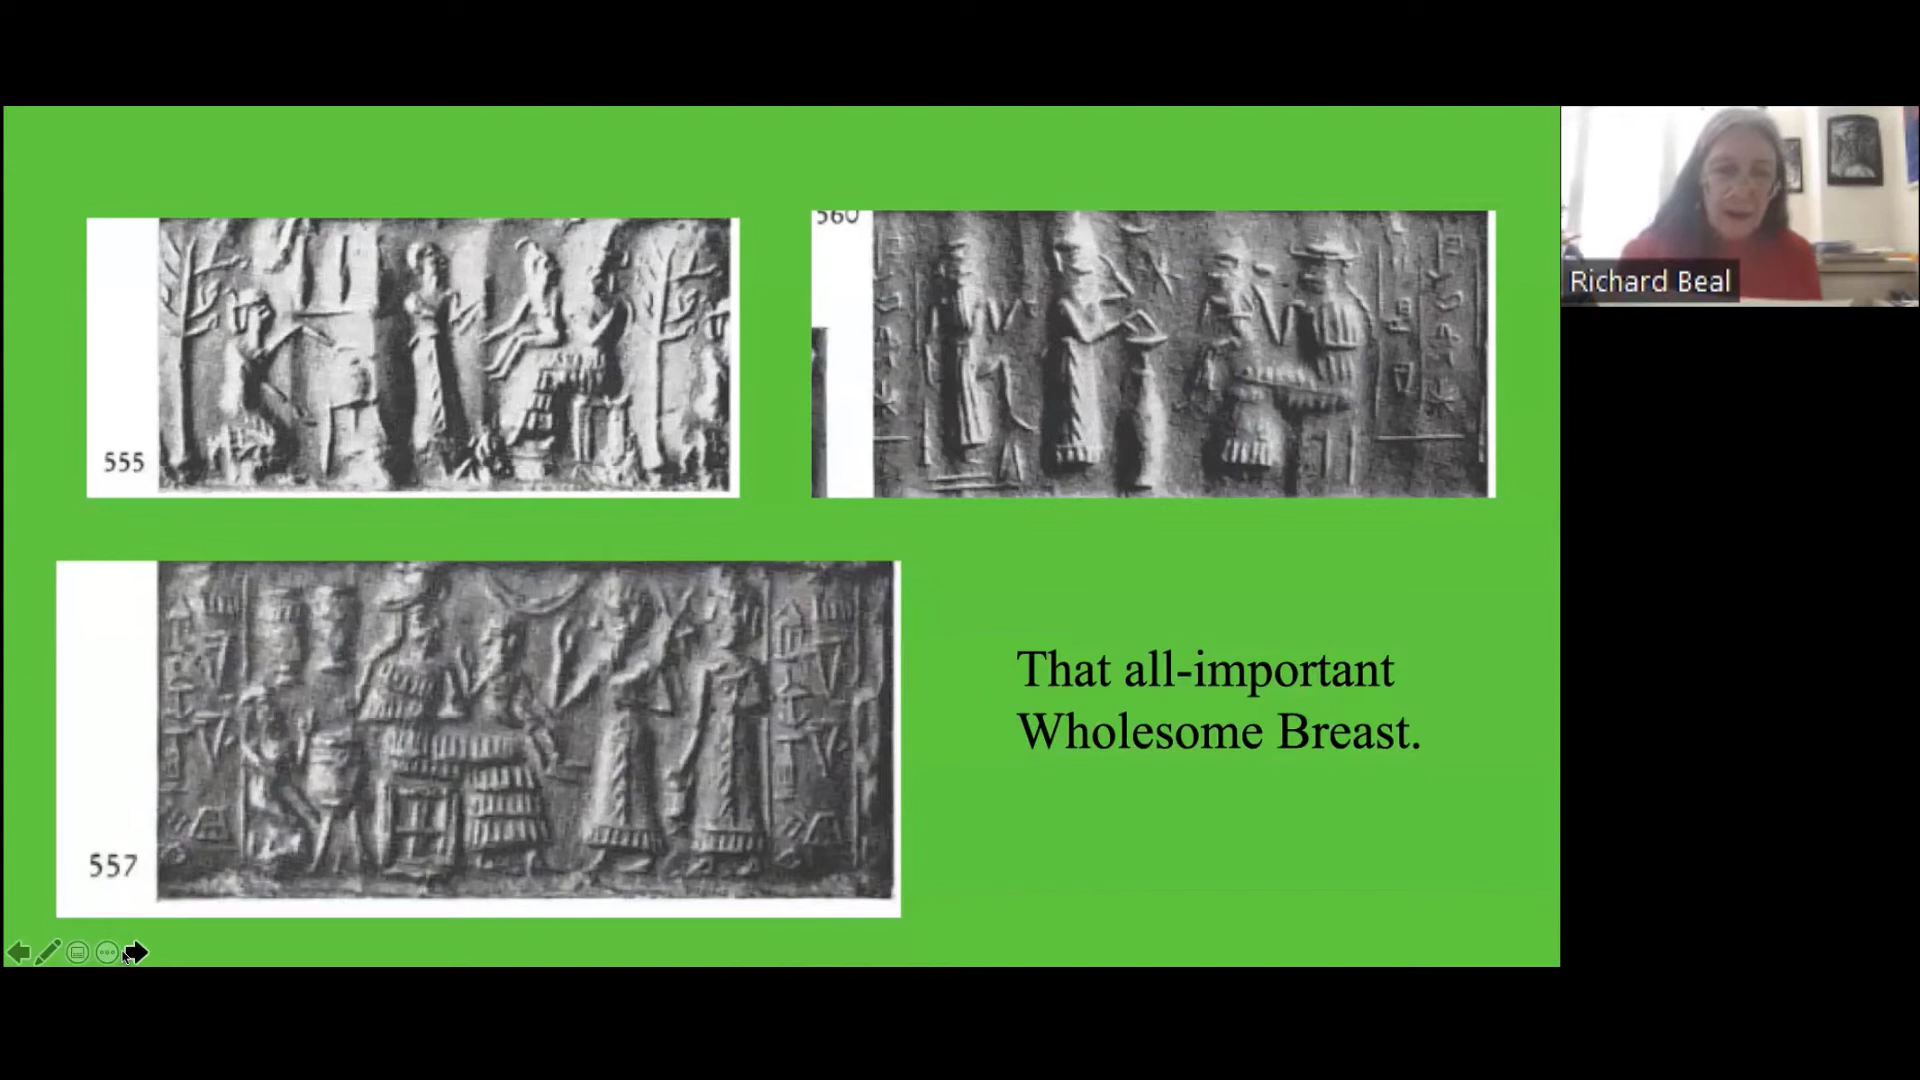 560
Richard Beal
555
That all-important
Wholesome Breast.
557